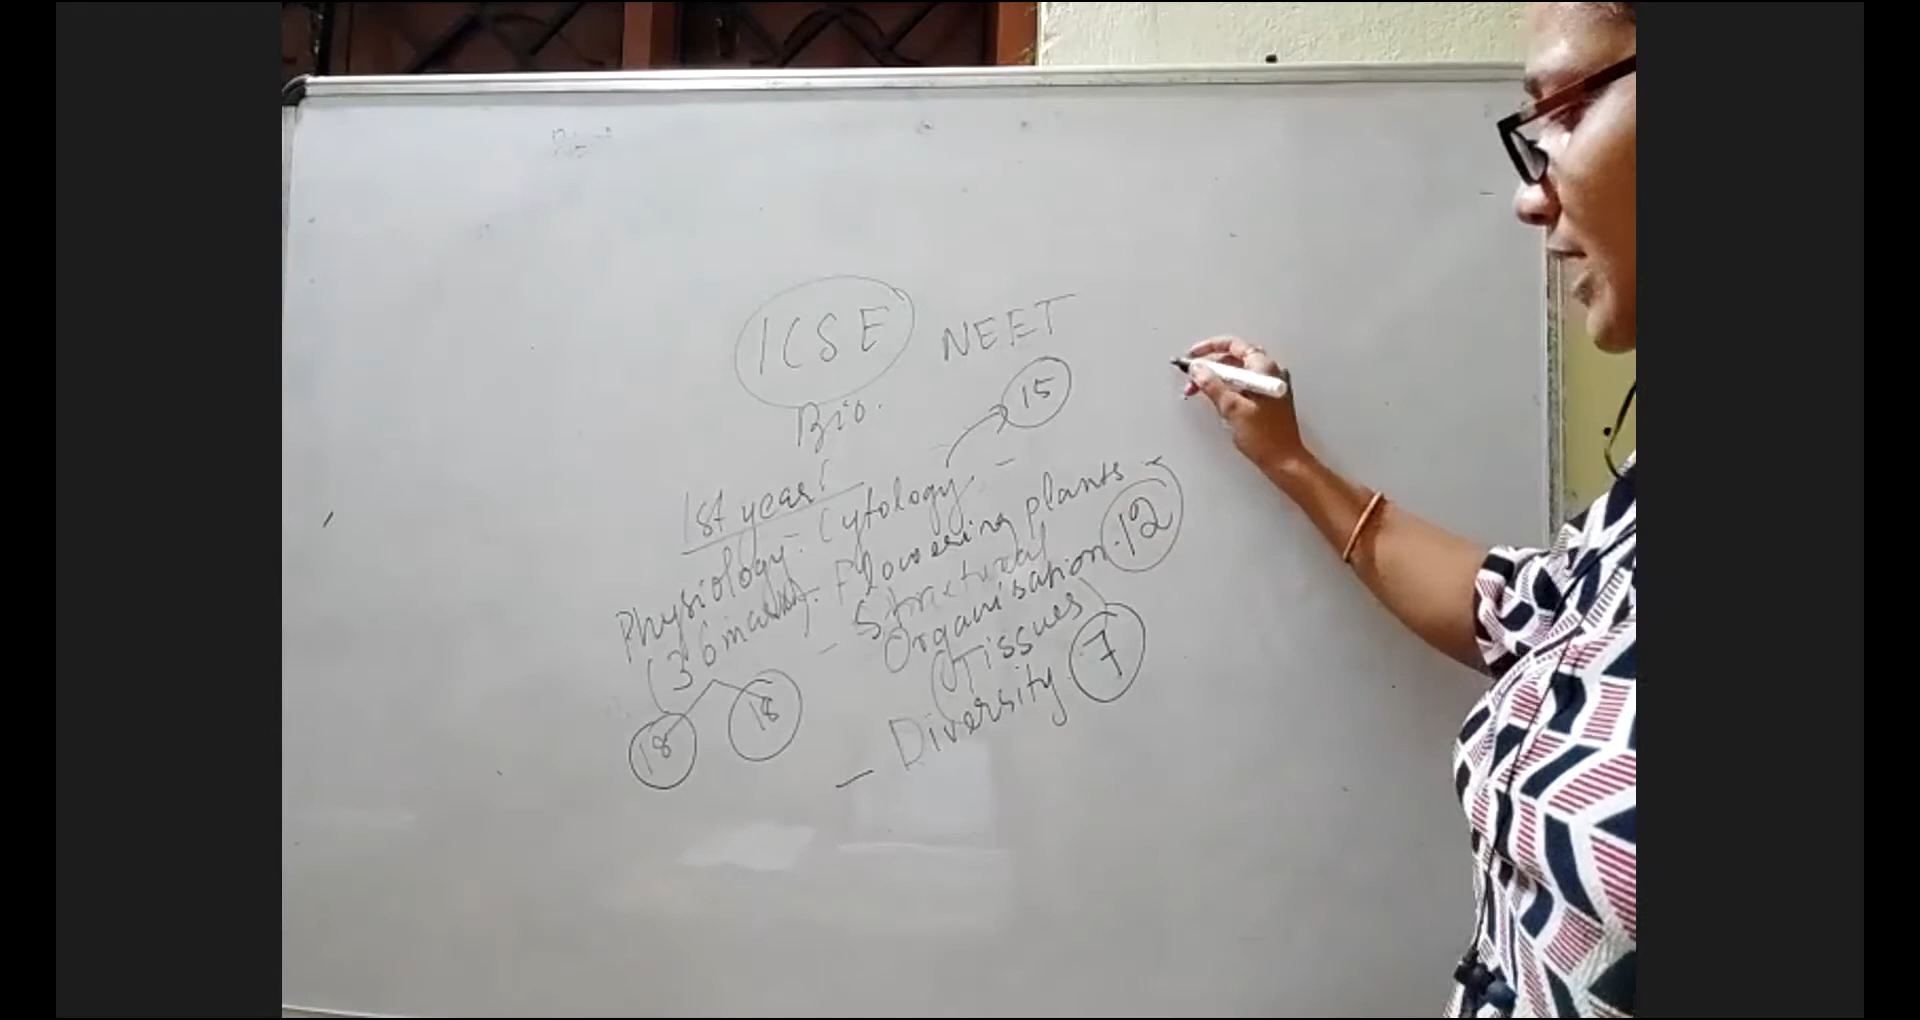 ICSE NEET
15
Bio.
1st year!
Physiology. - Cytology -
(36 marks). - Flowering plants -
- Structural
Organisation. 12
Tissues
18 18
- Diversity. 7